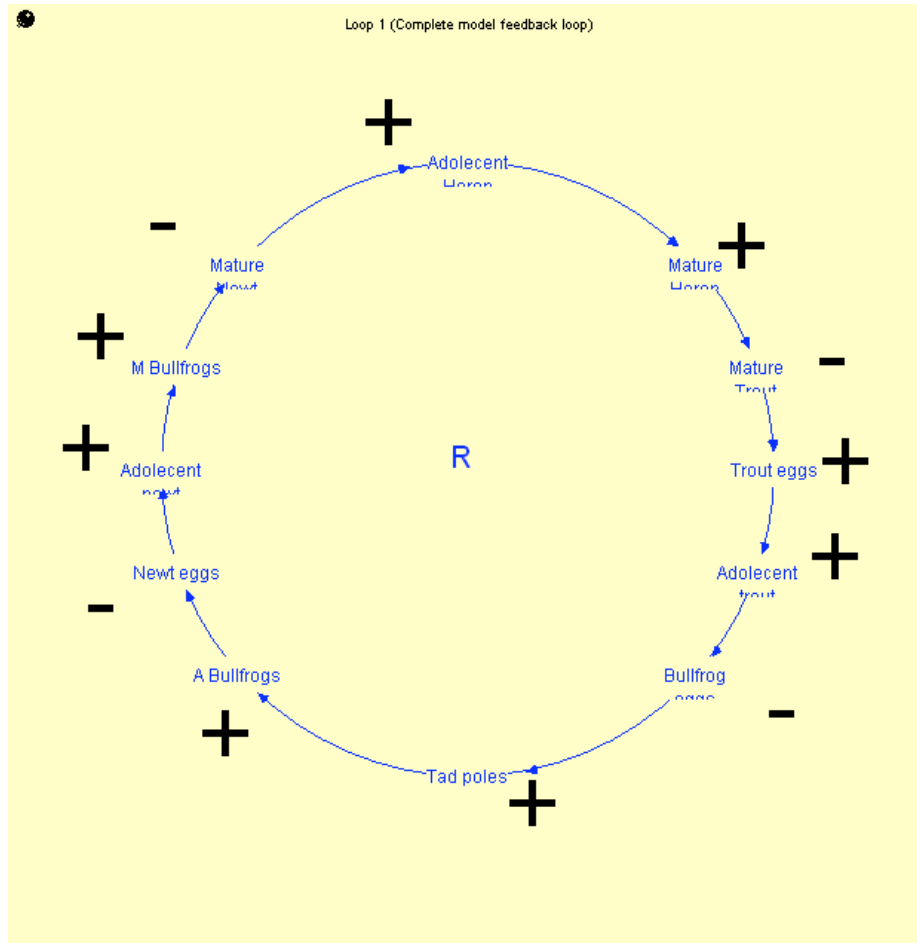 Loop 1 (Complete model feedback loop)
+
Adolecent
-
+
Mature
Mature
+
M Bullfrogs
Mature
-
+
R
Adolecent
Trout eggs
+
Newt eggs
Adolecent
+
-
A Bullfrogs
Bullfrog
-
+
Tad poles
+